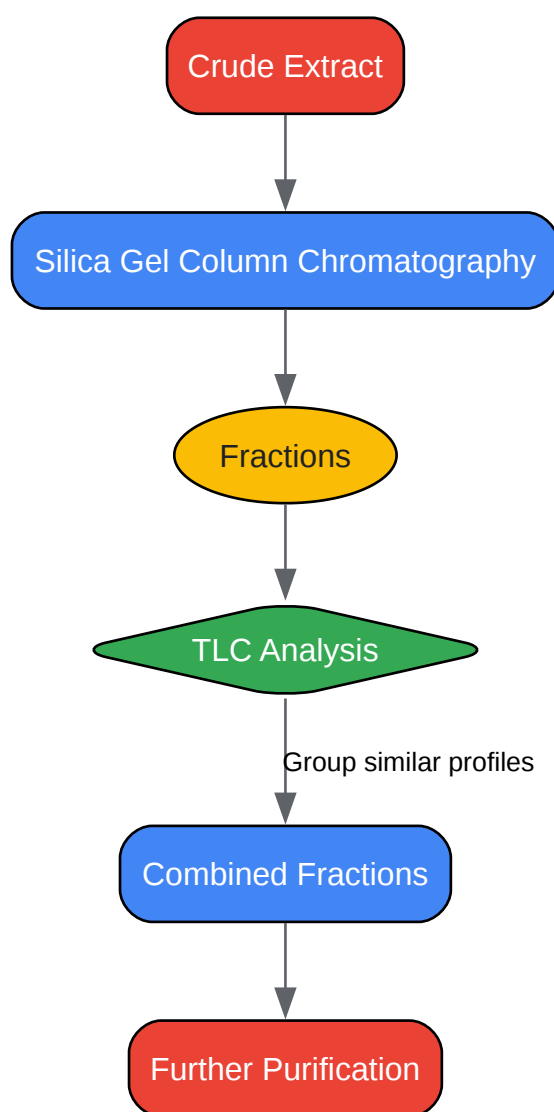 Crude Extract
Silica Gel Column Chromatography
Fractions
TLC Analysis
Group similar profiles
Combined Fractions
Further Purification